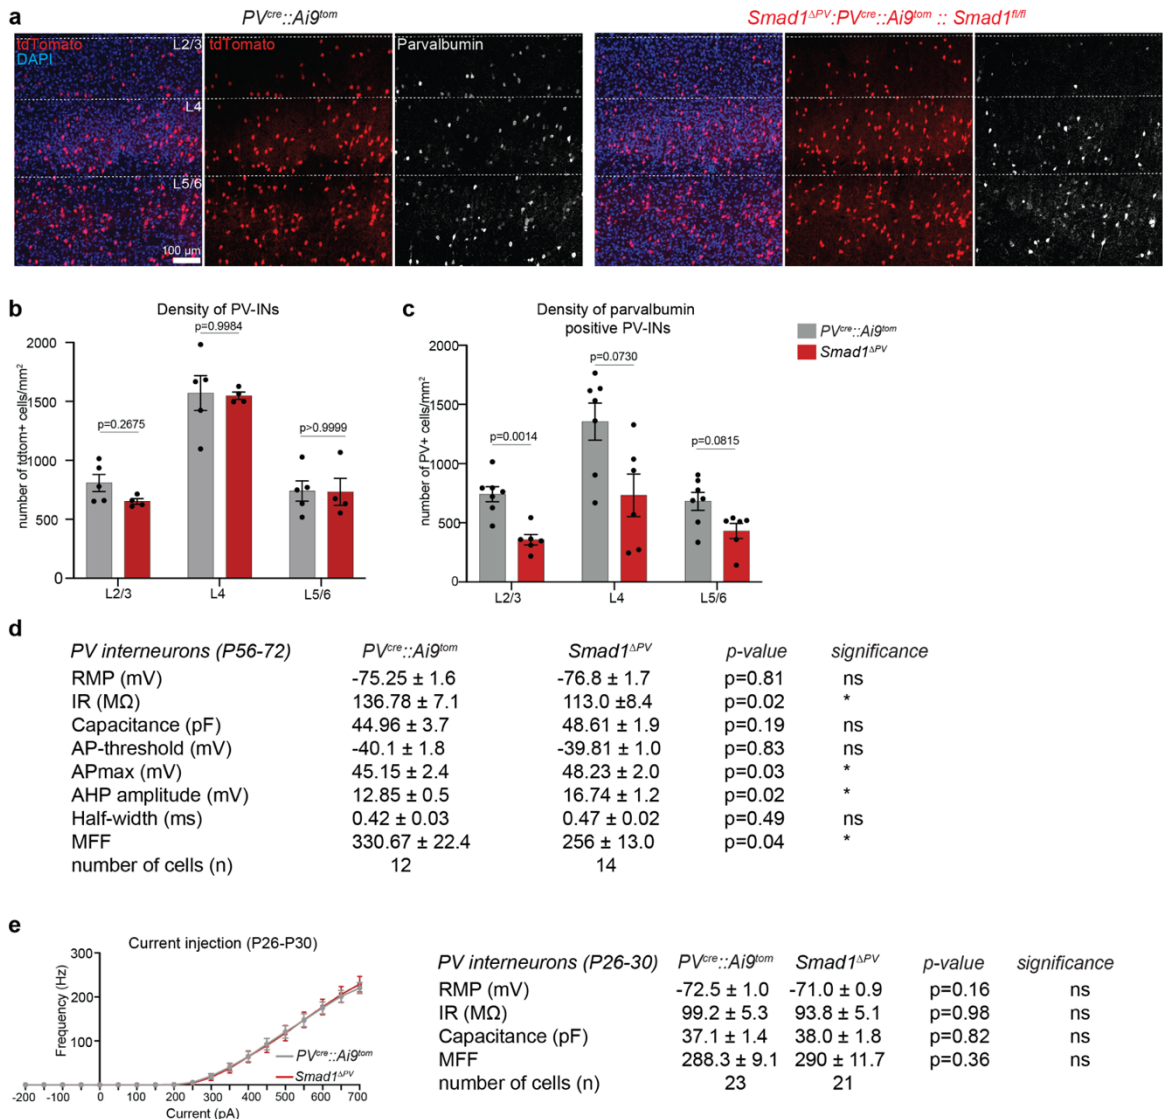 a
PVcre::Ai9tom
Smad1ΔPV:PVcre::Ai9tom :: Smad1fl/fl
tdTomato L2/3 tdTomato Parvalbumin
DAPI
L4
L5/6
100 µm
b
Density of PV-INs
number of tdtom+ cells/mm²
2000
1500
1000
500
0
p=0.2675
p=0.9984
p>0.9999
L2/3 L4 L5/6
c
Density of parvalbumin
positive PV-INs
number of PV+ cells/mm²
2000
1500
1000
500
0
p=0.0014
p=0.0730
p=0.0815
L2/3 L4 L5/6
PVcre::Ai9tom
Smad1ΔPV
d
PV interneurons (P56-72) PVcre::Ai9tom Smad1ΔPV p-value significance
RMP (mV) -75.25 ± 1.6 -76.8 ± 1.7 p=0.81 ns
IR (MΩ) 136.78 ± 7.1 113.0 ±8.4 p=0.02 *
Capacitance (pF) 44.96 ± 3.7 48.61 ± 1.9 p=0.19 ns
AP-threshold (mV) -40.1 ± 1.8 -39.81 ± 1.0 p=0.83 ns
APmax (mV) 45.15 ± 2.4 48.23 ± 2.0 p=0.03 *
AHP amplitude (mV) 12.85 ± 0.5 16.74 ± 1.2 p=0.02 *
Half-width (ms) 0.42 ± 0.03 0.47 ± 0.02 p=0.49 ns
MFF 330.67 ± 22.4 256 ± 13.0 p=0.04 *
number of cells (n) 12 14
e
Current injection (P26-P30)
Frequency (Hz)
300
200
100
PVcre::Ai9tom
Smad1ΔPV
-200 -100 0 100 200 300 400 500 600 700
Current (pA)
PV interneurons (P26-30) PVcre::Ai9tom Smad1ΔPV p-value significance
RMP (mV) -72.5 ± 1.0 -71.0 ± 0.9 p=0.16 ns
IR (MΩ) 99.2 ± 5.3 93.8 ± 5.1 p=0.98 ns
Capacitance (pF) 37.1 ± 1.4 38.0 ± 1.8 p=0.82 ns
MFF 288.3 ± 9.1 290 ± 11.7 p=0.36 ns
number of cells (n) 23 21